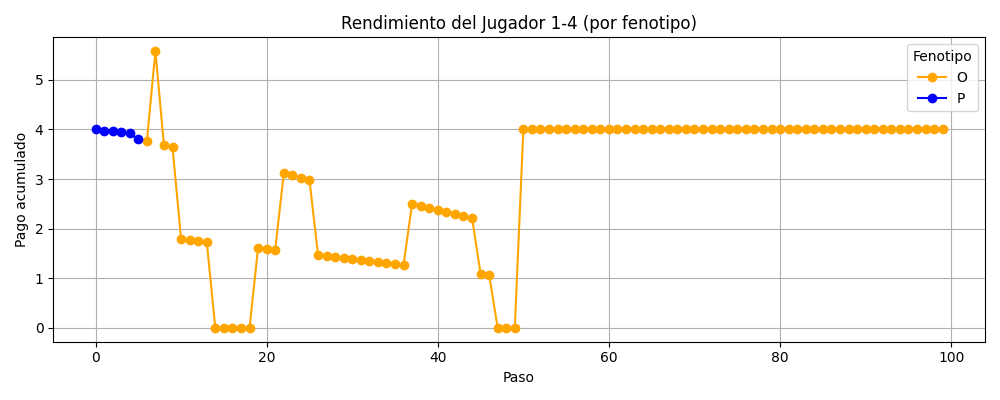 Rendimiento del Jugador 1-4 (por fenotipo)
Fenotipo
O
P
Pago acumulado
5
4
3
2
1
0
0 20 40 60 80 100
Paso